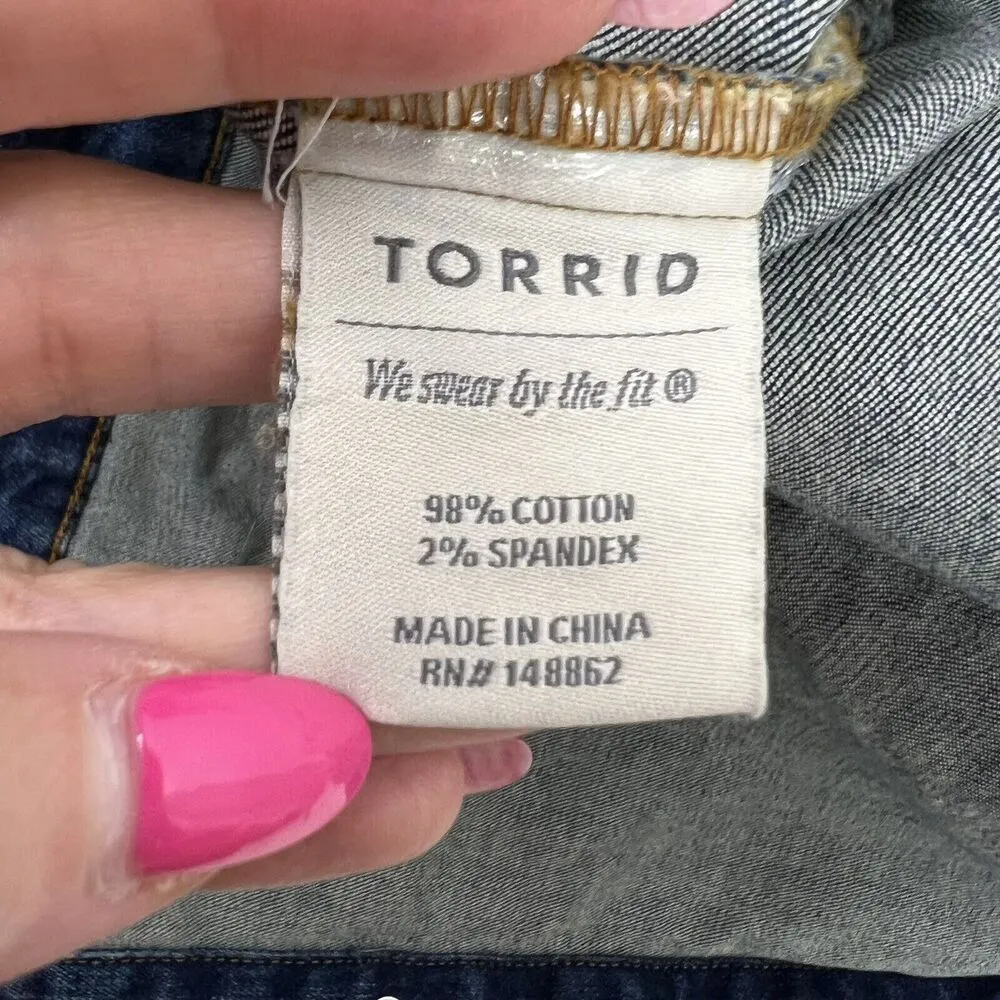 TORRID
We swear by the fit ®
98% COTTON
2% SPANDEX
MADE IN CHINA
RN# 148862